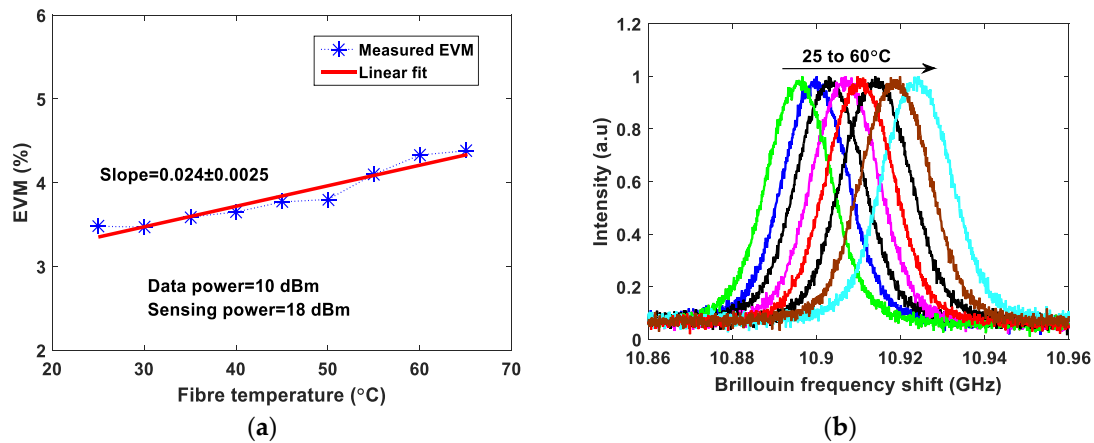 6
5
4
3
2
EVM (%)
Measured EVM
Linear fit
Slope=0.024±0.0025
Data power=10 dBm
Sensing power=18 dBm
20 30 40 50 60 70
Fibre temperature (°C)
(a)
1.2
1
0.8
0.6
0.4
0.2
0
Intensity (a.u)
25 to 60°C
10.86 10.88 10.9 10.92 10.94 10.96
Brillouin frequency shift (GHz)
(b)